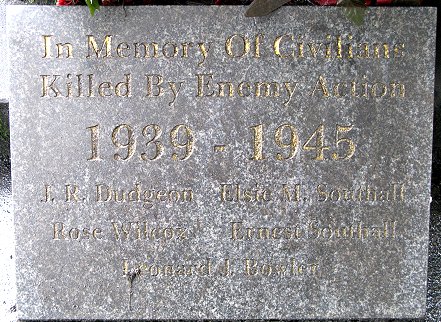 In Memory Of Civilians
Killed By Enemy Action
1939 - 1945
J. R. Dudgeon Elsie M. Southall
Rose Wilcox Ernest Southall
Leonard J. Bowler